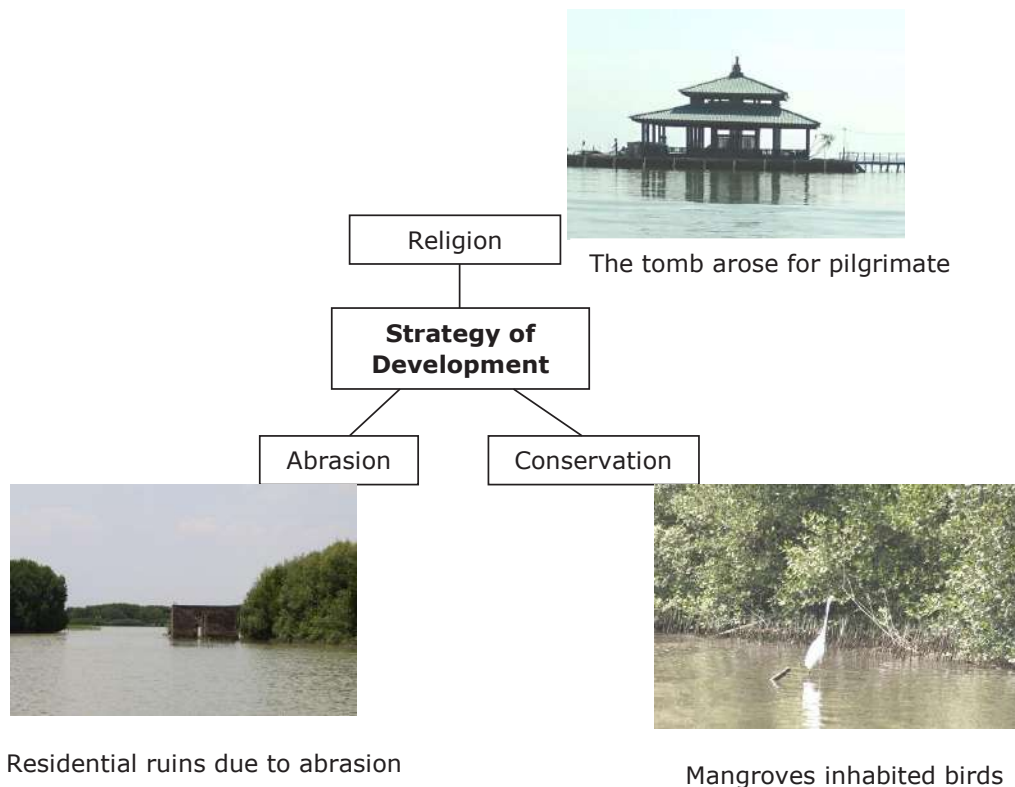 Religion
The tomb arose for pilgrimate
Strategy of
Development
Abrasion
Conservation
Residential ruins due to abrasion
Mangroves inhabited birds